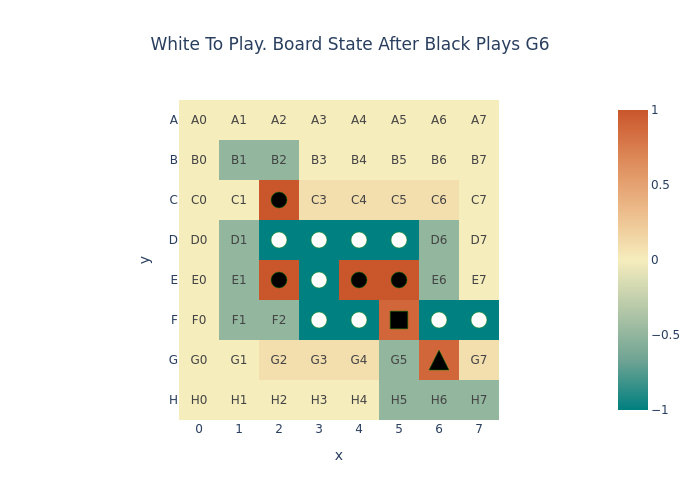 White To Play. Board State After Black Plays G6
A A0 A1 A2 A3 A4 A5 A6 A7
B B0 B1 B2 B3 B4 B5 B6 B7
C C0 C1 C3 C4 C5 C6 C7
D D0 D1 D6 D7
E E0 E1 E6 E7
F F0 F1 F2
G G0 G1 G2 G3 G4 G5 G7
H H0 H1 H2 H3 H4 H5 H6 H7
0 1 2 3 4 5 6 7
x
y
1
0.5
0
−0.5
−1